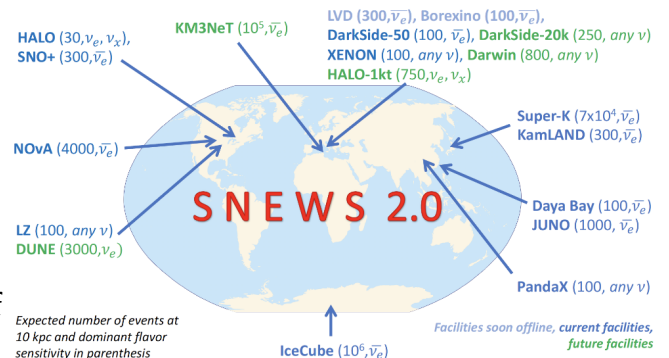 LVD (300,ν̅ₑ), Borexino (100,ν̅ₑ),
DarkSide-50 (100, ν̅ₑ), DarkSide-20k (250, any ν)
XENON (100, any ν), Darwin (800, any ν)
HALO-1kt (750,νₑ, νₓ)
KM3NeT (10⁵,ν̅ₑ)
HALO (30,νₑ, νₓ),
SNO+ (300,ν̅ₑ)
Super-K (7x10⁴,ν̅ₑ)
KamLAND (300,ν̅ₑ)
NOνA (4000,ν̅ₑ)
SNEWS 2.0
Daya Bay (100,ν̅ₑ)
JUNO (1000, ν̅ₑ)
LZ (100, any ν)
DUNE (3000,νₑ)
PandaX (100, any ν)
Expected number of events at
10 kpc and dominant flavor
sensitivity in parenthesis
IceCube (10⁶,ν̅ₑ)
Facilities soon offline, current facilities,
future facilities